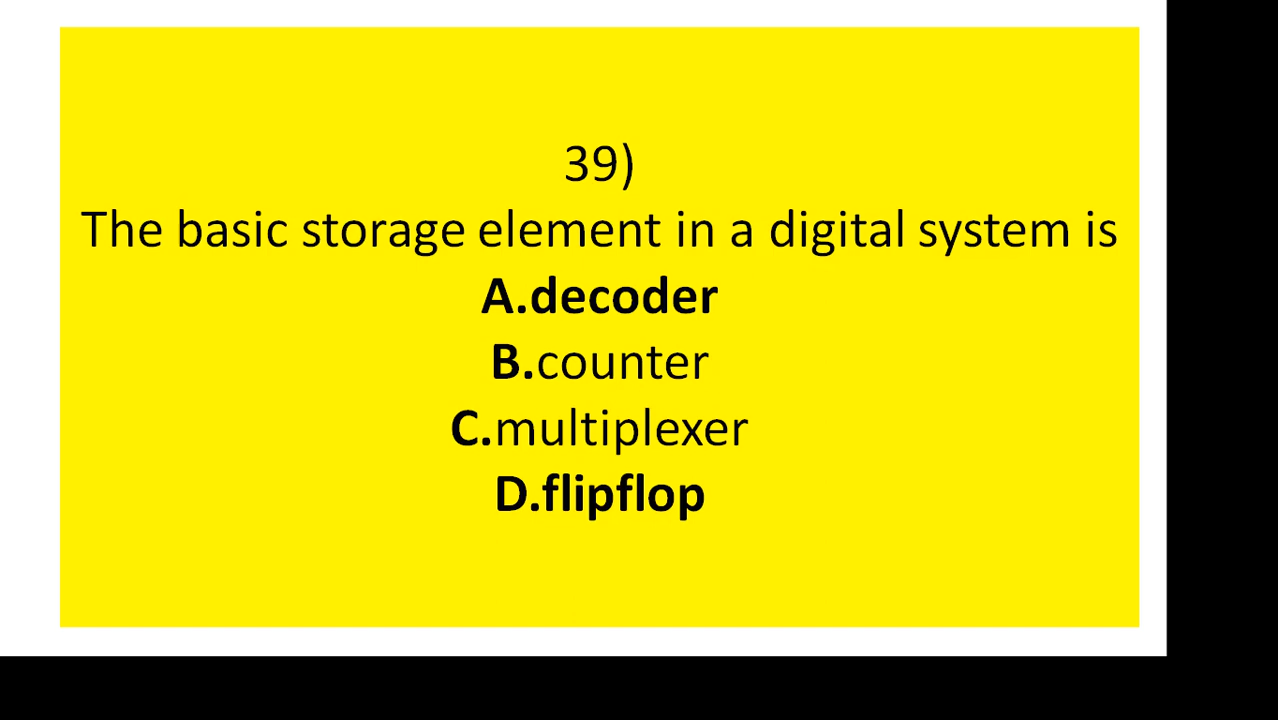 39)
The basic storage element in a digital system is
A.decoder
B.counter
C.multiplexer
D.flipflop